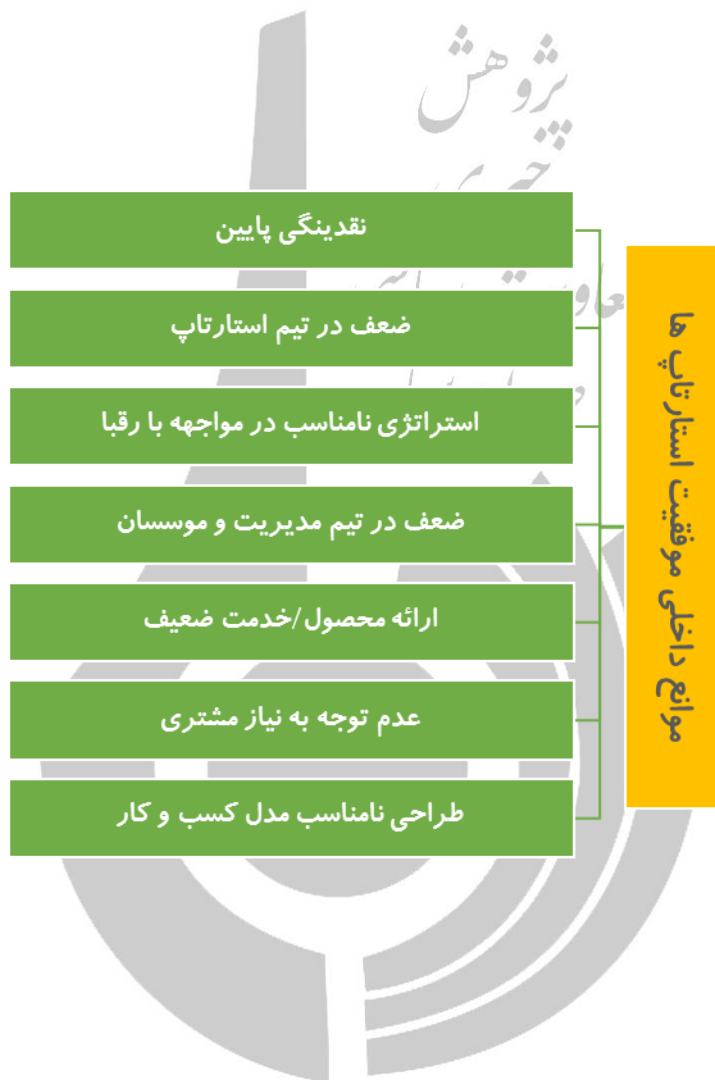 پژوهش
خبری
موانع داخلی موفقیت استارتاپ ها
نقدینگی پایین
ضعف در تیم استارتاپ
استراتژی نامناسب در مواجهه با رقبا
ضعف در تیم مدیریت و موسسان
ارائه محصول/خدمت ضعیف
عدم توجه به نیاز مشتری
طراحی نامناسب مدل کسب و کار